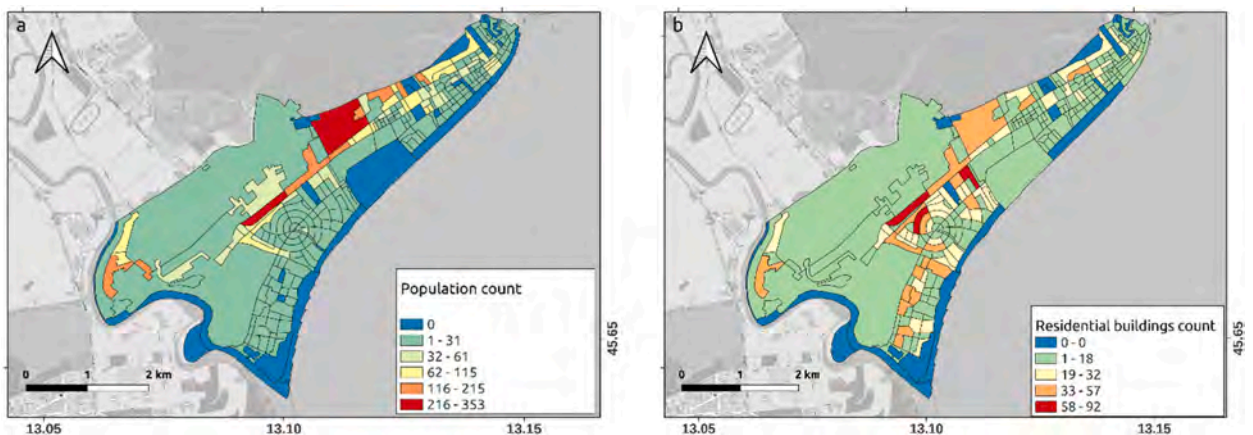 a
Population count
0
1 - 31
32 - 61
62 - 115
116 - 215
216 - 353
0 1 2 km
13.05 13.10 13.15
45.65
b
Residential buildings count
0 - 0
1 - 18
19 - 32
33 - 57
58 - 92
0 1 2 km
13.05 13.10 13.15
45.65